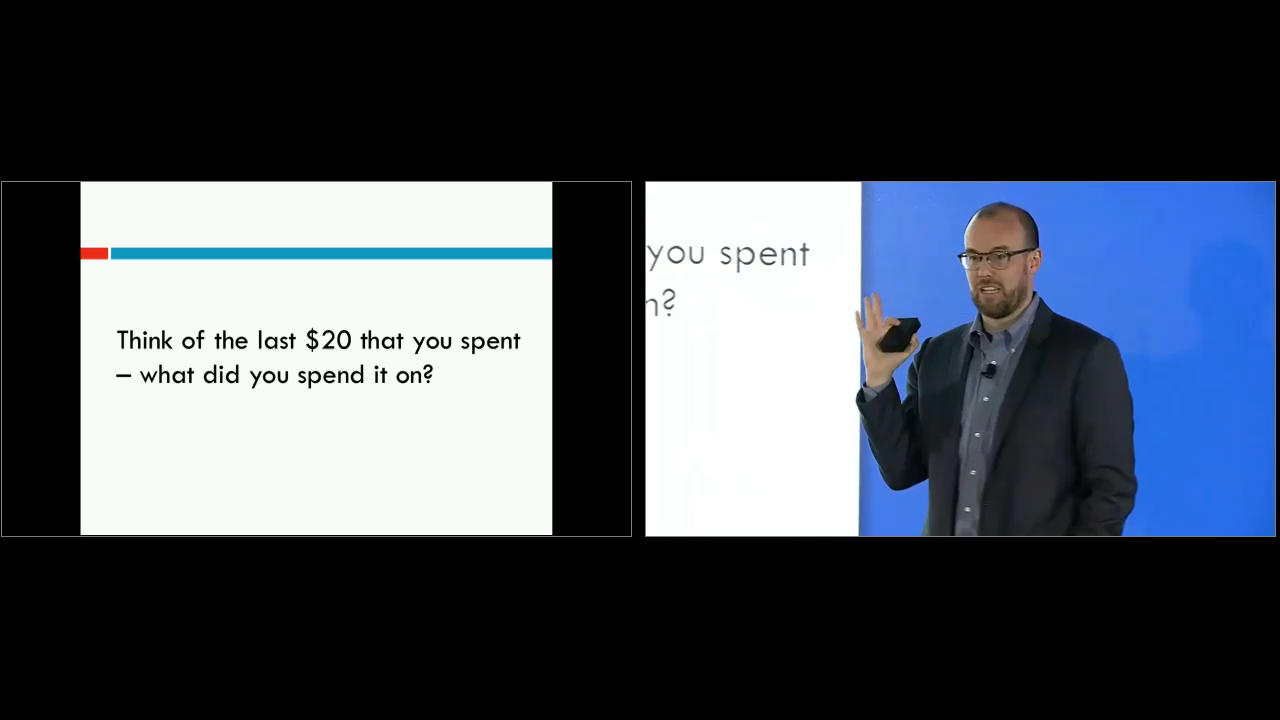 Think of the last $20 that you spent
– what did you spend it on?
you spent
n?